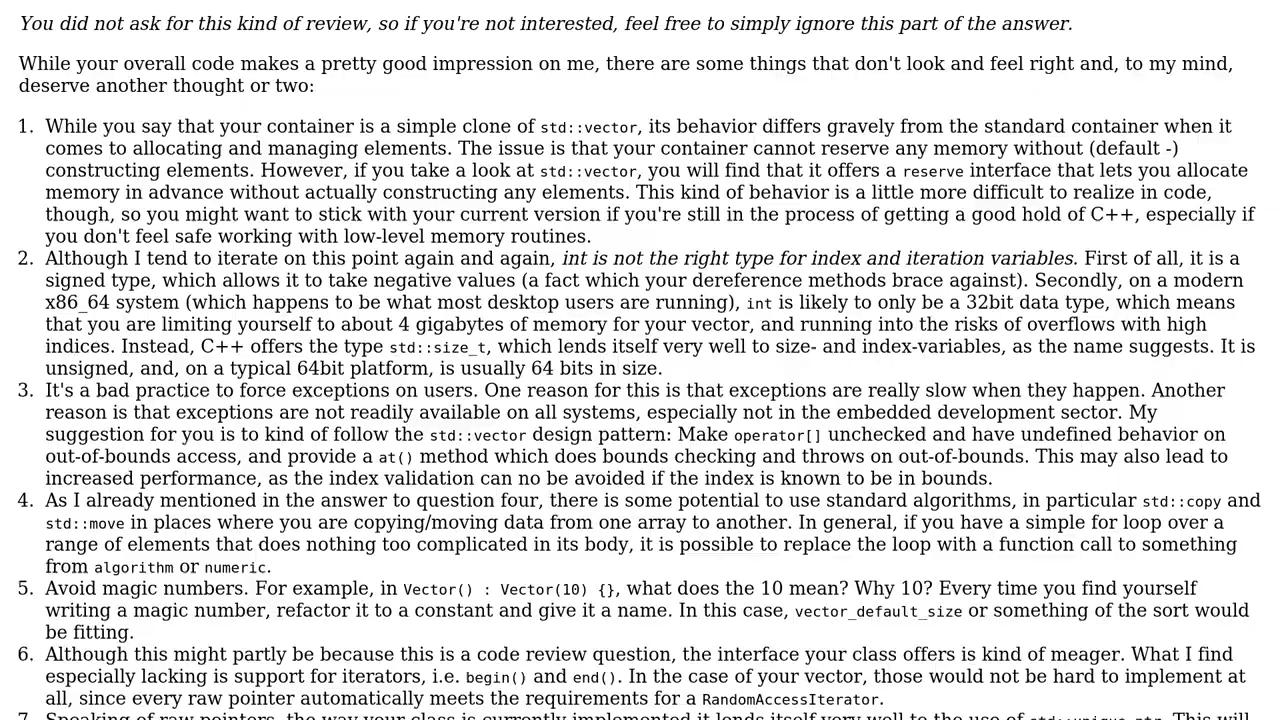 You did not ask for this kind of review, so if you're not interested, feel free to simply ignore this part of the answer.
While your overall code makes a pretty good impression on me, there are some things that don't look and feel right and, to my mind,
deserve another thought or two:
1. While you say that your container is a simple clone of std::vector, its behavior differs gravely from the standard container when it
comes to allocating and managing elements. The issue is that your container cannot reserve any memory without (default -)
constructing elements. However, if you take a look at std::vector, you will find that it offers a reserve interface that lets you allocate
memory in advance without actually constructing any elements. This kind of behavior is a little more difficult to realize in code,
though, so you might want to stick with your current version if you're still in the process of getting a good hold of C++, especially if
you don't feel safe working with low-level memory routines.
2. Although I tend to iterate on this point again and again, int is not the right type for index and iteration variables. First of all, it is a
signed type, which allows it to take negative values (a fact which your dereference methods brace against). Secondly, on a modern
x86_64 system (which happens to be what most desktop users are running), int is likely to only be a 32bit data type, which means
that you are limiting yourself to about 4 gigabytes of memory for your vector, and running into the risks of overflows with high
indices. Instead, C++ offers the type std::size_t, which lends itself very well to size- and index-variables, as the name suggests. It is
unsigned, and, on a typical 64bit platform, is usually 64 bits in size.
3. It's a bad practice to force exceptions on users. One reason for this is that exceptions are really slow when they happen. Another
reason is that exceptions are not readily available on all systems, especially not in the embedded development sector. My
suggestion for you is to kind of follow the std::vector design pattern: Make operator[] unchecked and have undefined behavior on
out-of-bounds access, and provide a at() method which does bounds checking and throws on out-of-bounds. This may also lead to
increased performance, as the index validation can no be avoided if the index is known to be in bounds.
4. As I already mentioned in the answer to question four, there is some potential to use standard algorithms, in particular std::copy and
std::move in places where you are copying/moving data from one array to another. In general, if you have a simple for loop over a
range of elements that does nothing too complicated in its body, it is possible to replace the loop with a function call to something
from algorithm or numeric.
5. Avoid magic numbers. For example, in Vector() : Vector(10) {}, what does the 10 mean? Why 10? Every time you find yourself
writing a magic number, refactor it to a constant and give it a name. In this case, vector_default_size or something of the sort would
be fitting.
6. Although this might partly be because this is a code review question, the interface your class offers is kind of meager. What I find
especially lacking is support for iterators, i.e. begin() and end(). In the case of your vector, those would not be hard to implement at
all, since every raw pointer automatically meets the requirements for a RandomAccessIterator.
7. Speaking of raw pointers, the way your class is currently implemented it lends itself very well to the use of std::unique_ptr. This will